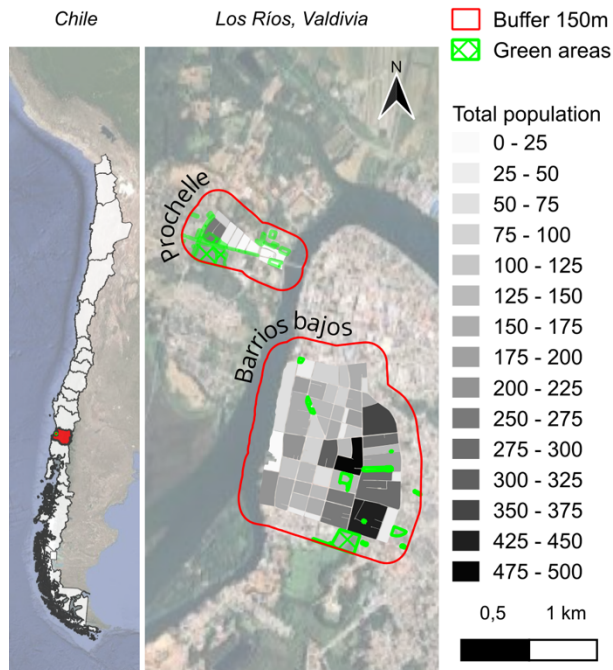 Chile
Los Ríos, Valdivia
N
Prochelle
Barrios bajos
Buffer 150m
Green areas
Total population
0 - 25
25 - 50
50 - 75
75 - 100
100 - 125
125 - 150
150 - 175
175 - 200
200 - 225
250 - 275
275 - 300
300 - 325
350 - 375
425 - 450
475 - 500
0,5 1 km